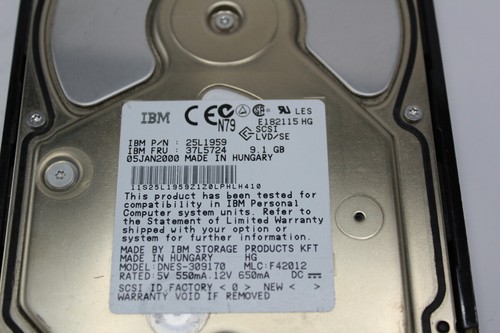 IBM CE N79 LES
E182115 HG
SCSI
LVD/SE
IBM P/N : 25L1959
IBM FRU : 37L5724 9.1 GB
05JAN2000 MADE IN HUNGARY
11S25L1959Z1Z0LPHLH410
This product has been tested for
compatibility in IBM Personal
Computer system units. Refer to
the Statement of Limited Warranty
shipped with your product or
system for further information.
MADE BY IBM STORAGE PRODUCTS KFT
MADE IN HUNGARY HG
MODEL:DNES-309170 MLC:F42012
RATED:5V 550mA.12V 650mA DC
SCSI ID.FACTORY < 0 > NEW < >
WARRANTY VOID IF REMOVED